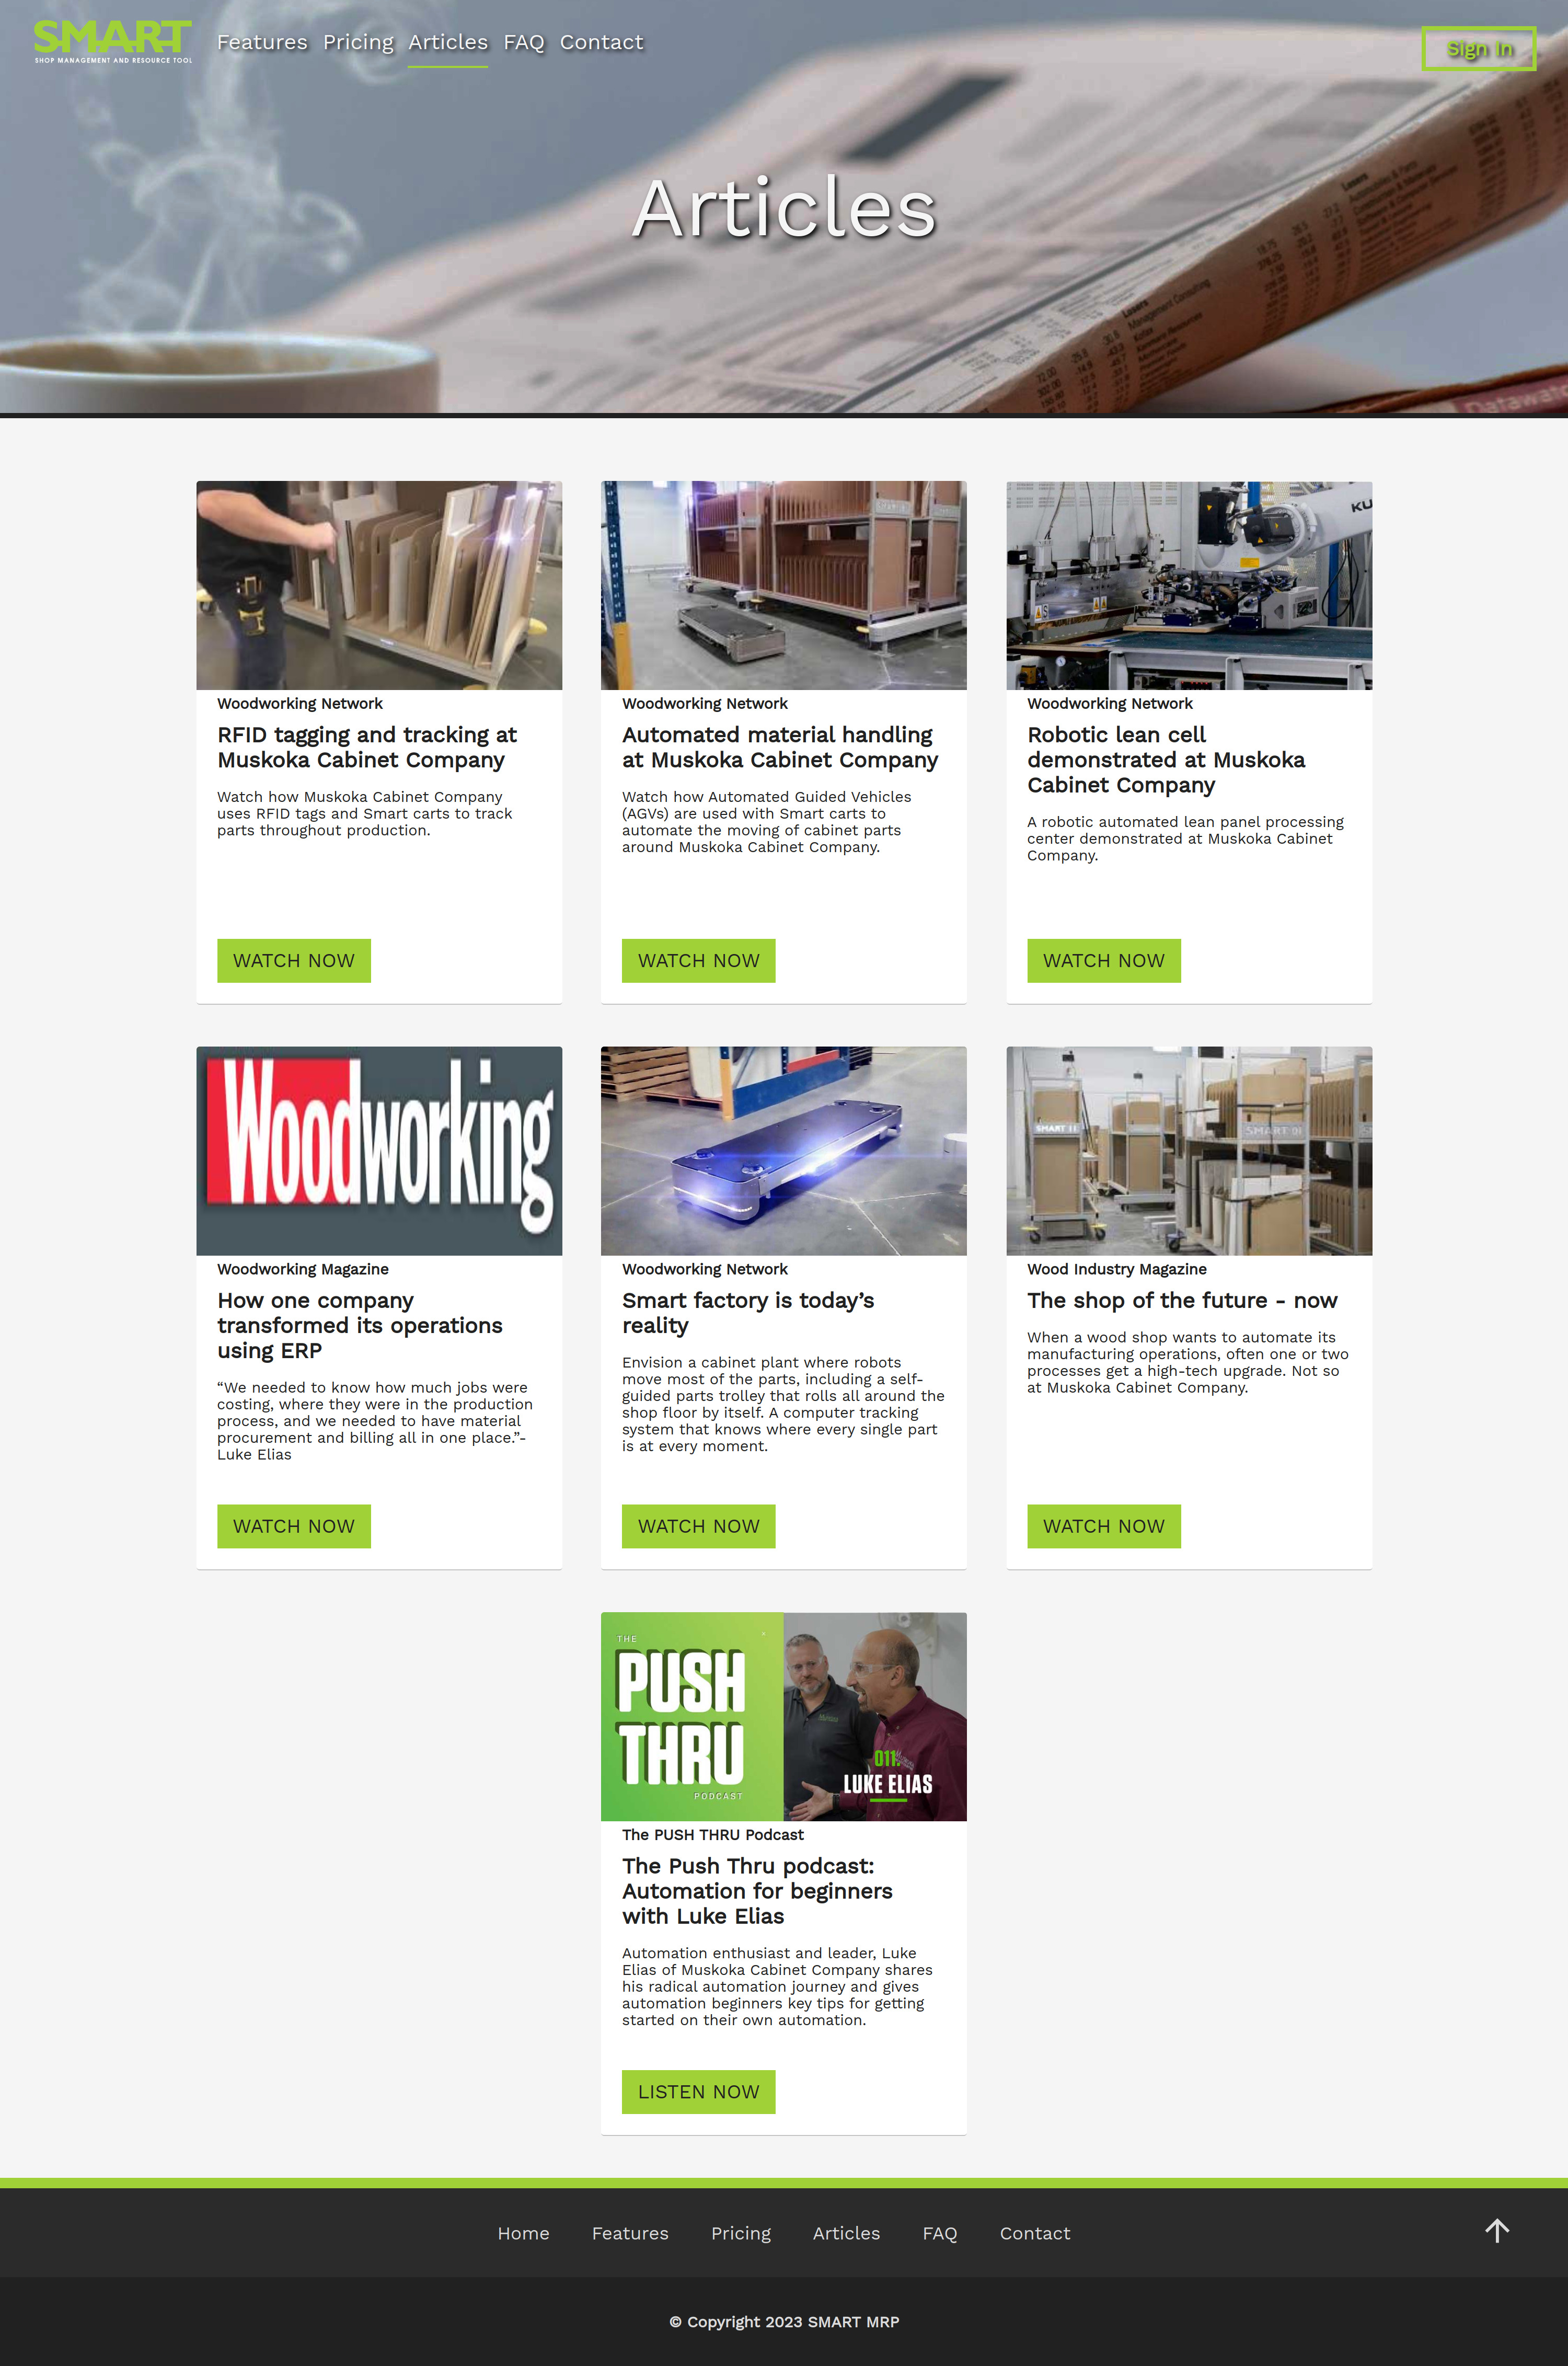 SMART
SHOP MANAGEMENT AND RESOURCE TOOL
Features Pricing Articles FAQ Contact
Sign In
Articles
Lasers
Management Consulting
Woodworking Network
RFID tagging and tracking at
Muskoka Cabinet Company
Watch how Muskoka Cabinet Company
uses RFID tags and Smart carts to track
parts throughout production.
WATCH NOW
Woodworking Network
Automated material handling
at Muskoka Cabinet Company
Watch how Automated Guided Vehicles
(AGVs) are used with Smart carts to
automate the moving of cabinet parts
around Muskoka Cabinet Company.
WATCH NOW
KU
Woodworking Network
Robotic lean cell
demonstrated at Muskoka
Cabinet Company
A robotic automated lean panel processing
center demonstrated at Muskoka Cabinet
Company.
WATCH NOW
Woodworking
Woodworking Magazine
How one company
transformed its operations
using ERP
“We needed to know how much jobs were
costing, where they were in the production
process, and we needed to have material
procurement and billing all in one place.”-
Luke Elias
WATCH NOW
Woodworking Network
Smart factory is today’s
reality
Envision a cabinet plant where robots
move most of the parts, including a self-
guided parts trolley that rolls all around the
shop floor by itself. A computer tracking
system that knows where every single part
is at every moment.
WATCH NOW
SMART 11
SMART 01
Wood Industry Magazine
The shop of the future - now
When a wood shop wants to automate its
manufacturing operations, often one or two
processes get a high-tech upgrade. Not so
at Muskoka Cabinet Company.
WATCH NOW
THE
PUSH
THRU
PODCAST
011.
LUKE ELIAS
The PUSH THRU Podcast
The Push Thru podcast:
Automation for beginners
with Luke Elias
Automation enthusiast and leader, Luke
Elias of Muskoka Cabinet Company shares
his radical automation journey and gives
automation beginners key tips for getting
started on their own automation.
LISTEN NOW
Home Features Pricing Articles FAQ Contact
© Copyright 2023 SMART MRP